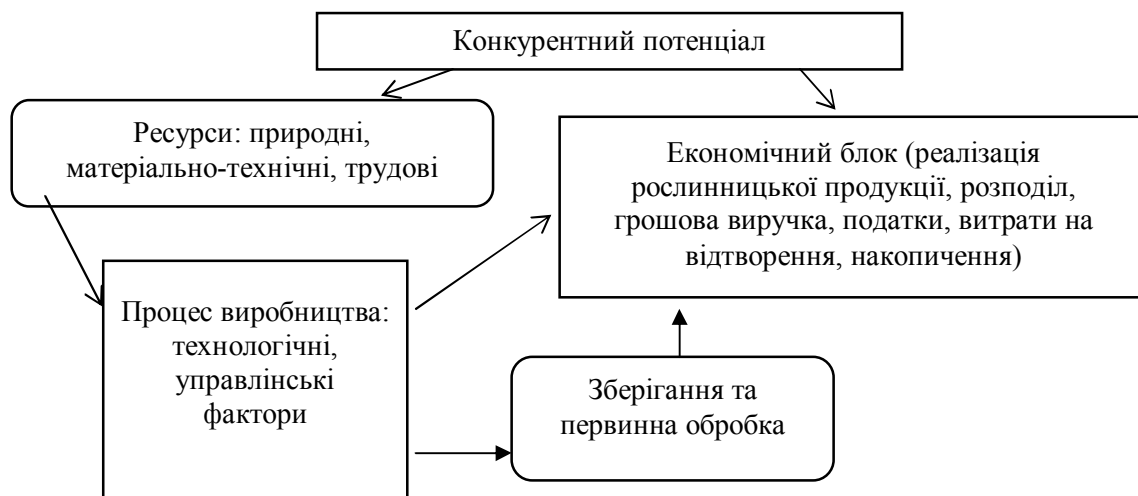 Конкурентний потенціал
Ресурси: природні,
матеріально-технічні, трудові
Економічний блок (реалізація
рослинницької продукції, розподіл,
грошова виручка, податки, витрати на
відтворення, накопичення)
Процес виробництва:
технологічні,
управлінські
фактори
Зберігання та
первинна обробка